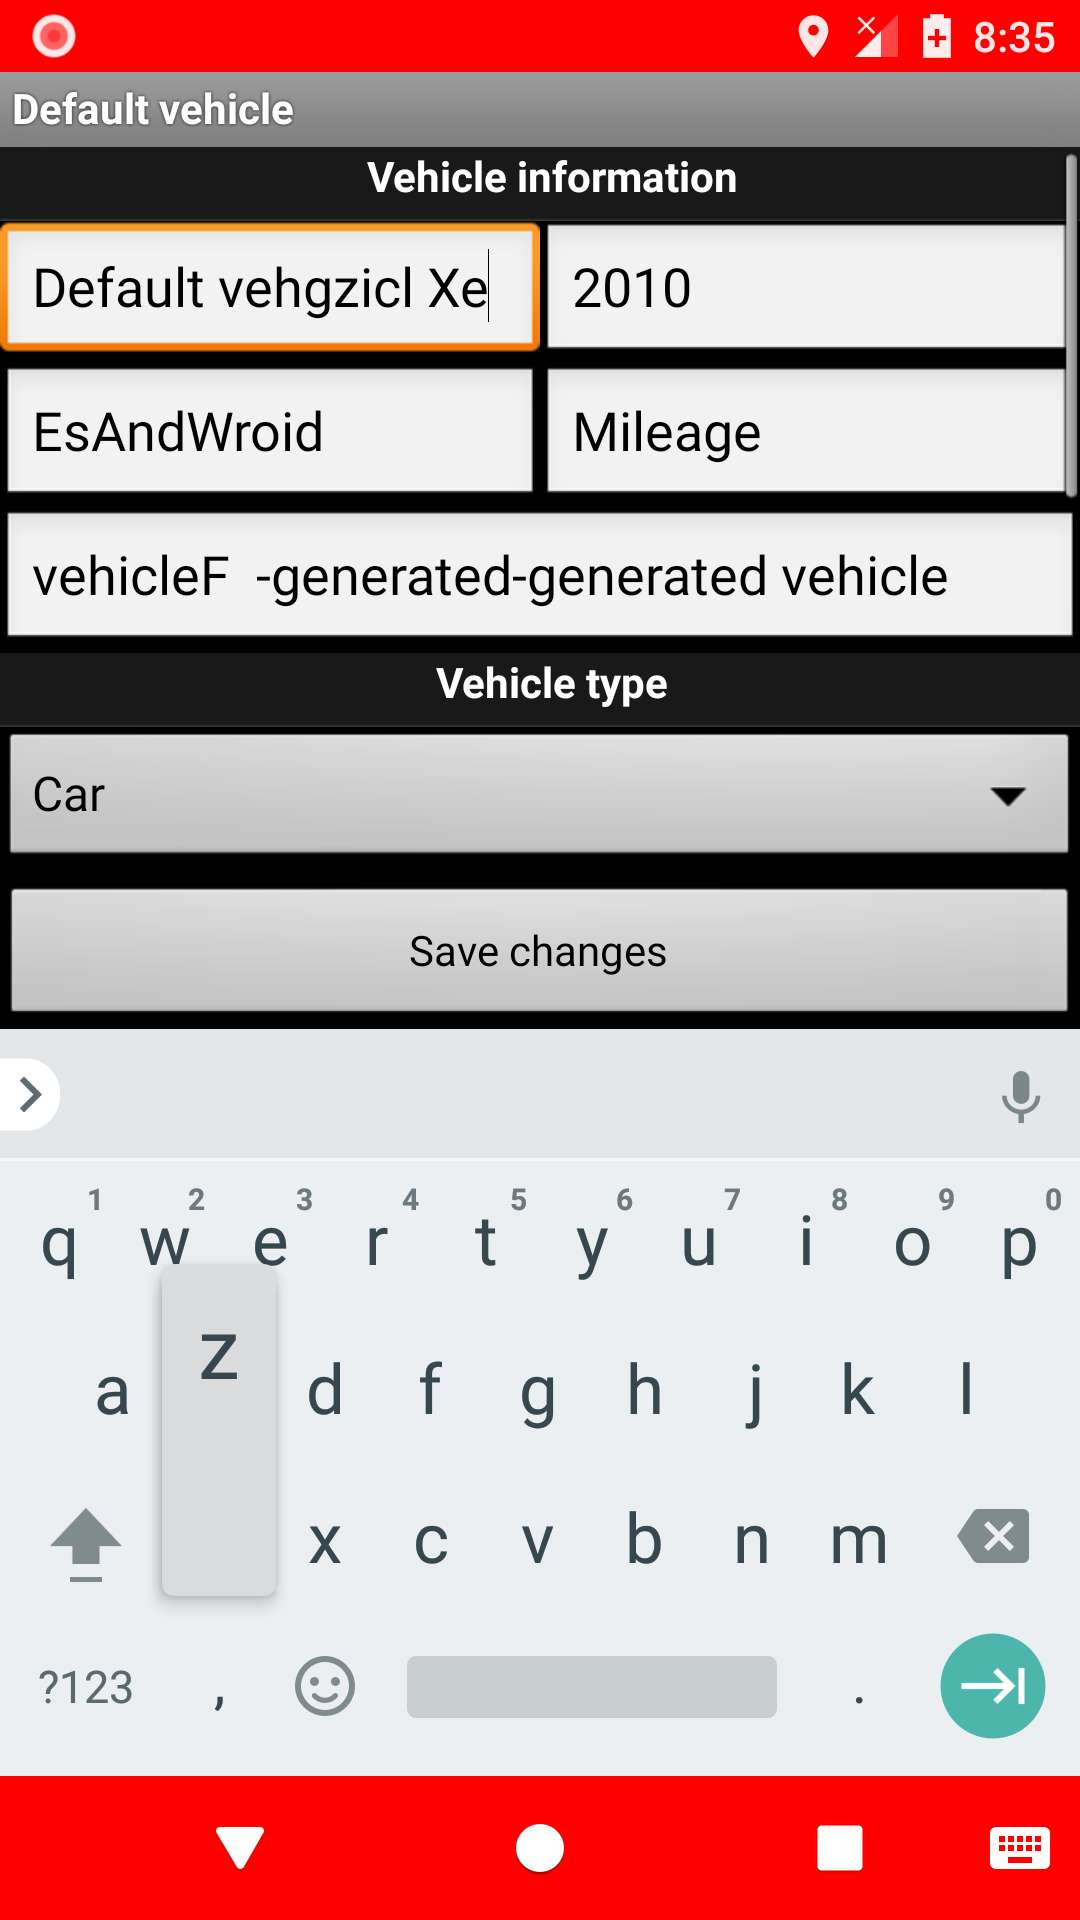 8:35
Default vehicle
Vehicle information
Default vehgzicl Xe 2010
EsAndWroid Mileage
vehicleF  -generated-generated vehicle
Vehicle type
Car
Save changes
1 2 3 4 5 6 7 8 9 0
q w e r t y u i o p
z
a d f g h j k l
x c v b n m
?123 , .